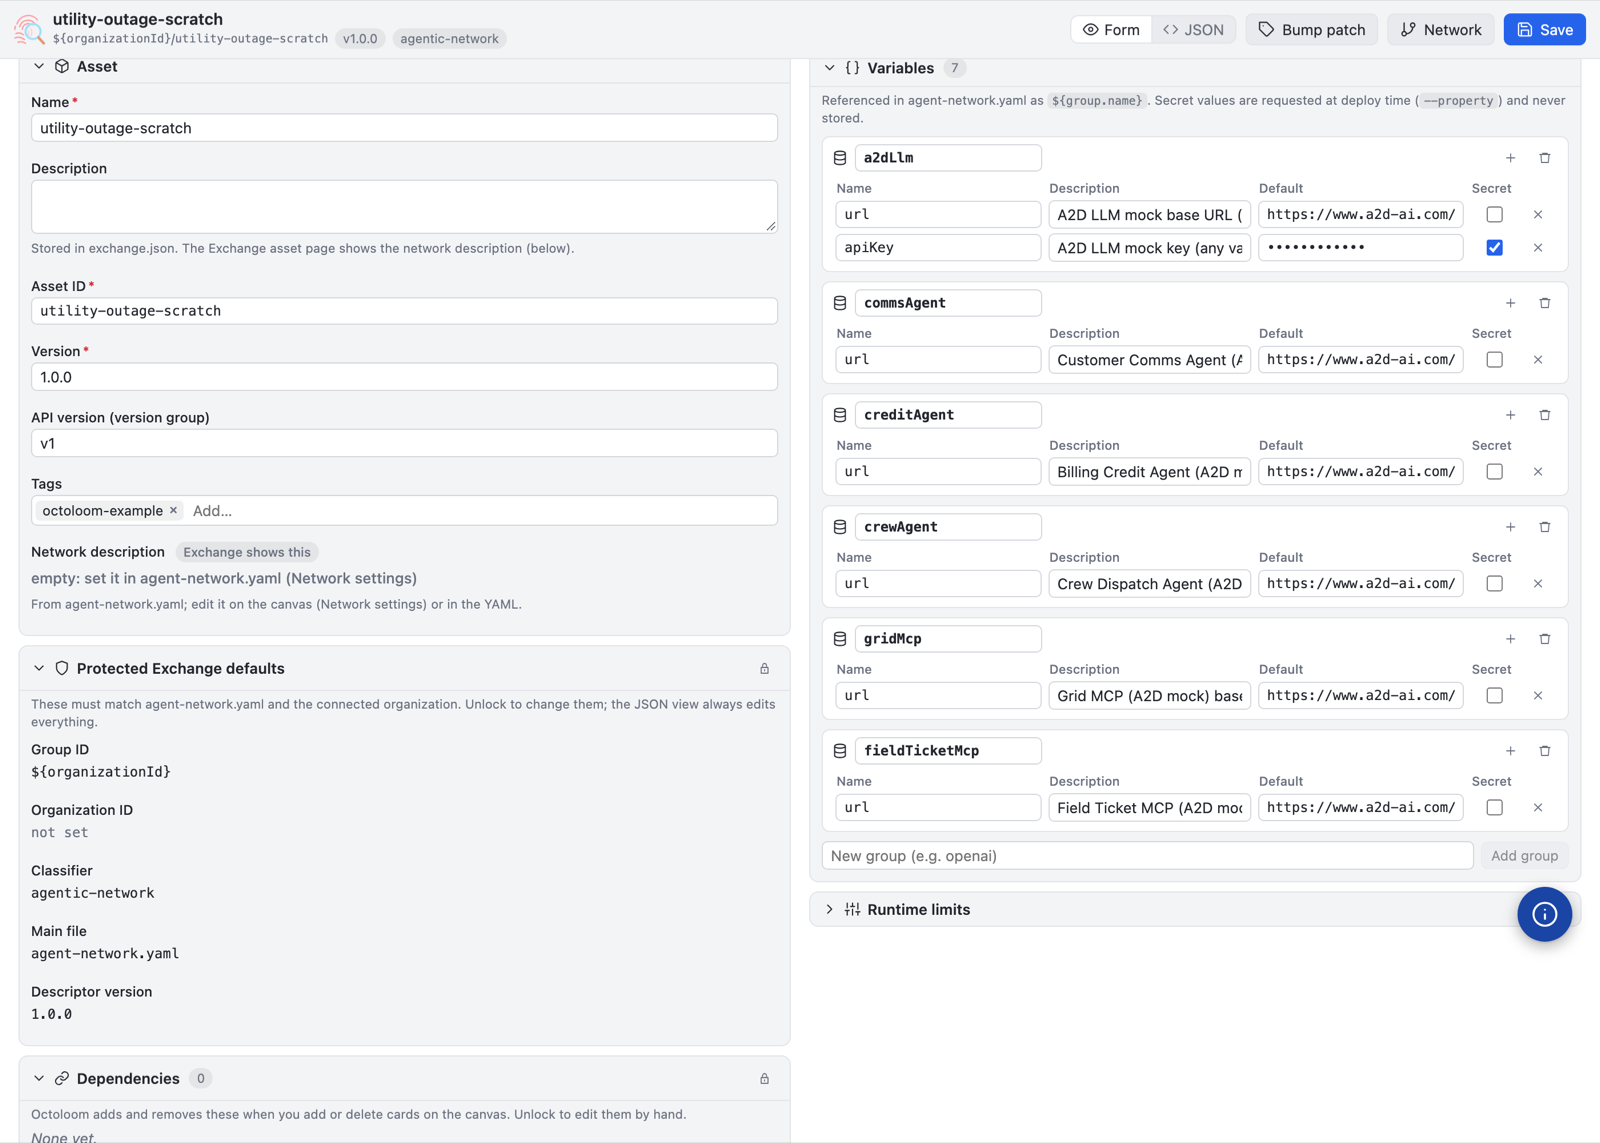 utility-outage-scratch
${organizationId}/utility-outage-scratch v1.0.0 agentic-network
Form JSON Bump patch Network Save
Asset
Name *
utility-outage-scratch
Description
Stored in exchange.json. The Exchange asset page shows the network description (below).
Asset ID *
utility-outage-scratch
Version *
1.0.0
API version (version group)
v1
Tags
octoloom-example × Add...
Network description Exchange shows this
empty: set it in agent-network.yaml (Network settings)
From agent-network.yaml; edit it on the canvas (Network settings) or in the YAML.
Protected Exchange defaults
These must match agent-network.yaml and the connected organization. Unlock to change them; the JSON view always edits
everything.
Group ID
${organizationId}
Organization ID
not set
Classifier
agentic-network
Main file
agent-network.yaml
Descriptor version
1.0.0
Dependencies 0
Octoloom adds and removes these when you add or delete cards on the canvas. Unlock to edit them by hand.
None yet.
{} Variables 7
Referenced in agent-network.yaml as ${group.name} . Secret values are requested at deploy time ( --property ) and never
stored.
a2dLlm
Name Description Default Secret
url A2D LLM mock base URL ( https://www.a2d-ai.com/
apiKey A2D LLM mock key (any va ••••••••••••
commsAgent
Name Description Default Secret
url Customer Comms Agent (A https://www.a2d-ai.com/
creditAgent
Name Description Default Secret
url Billing Credit Agent (A2D m https://www.a2d-ai.com/
crewAgent
Name Description Default Secret
url Crew Dispatch Agent (A2D https://www.a2d-ai.com/
gridMcp
Name Description Default Secret
url Grid MCP (A2D mock) base https://www.a2d-ai.com/
fieldTicketMcp
Name Description Default Secret
url Field Ticket MCP (A2D moc https://www.a2d-ai.com/
New group (e.g. openai) Add group
Runtime limits